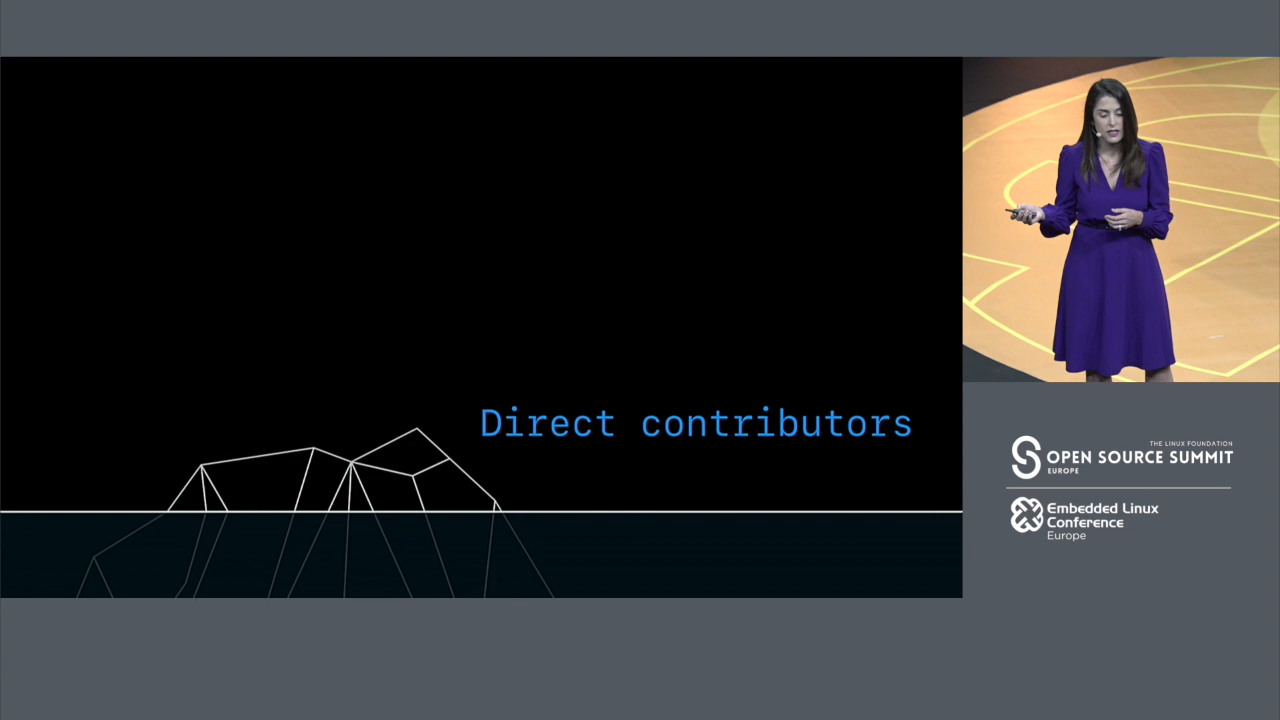 Direct contributors
THE LINUX FOUNDATION
OPEN SOURCE SUMMIT
EUROPE
Embedded Linux
Conference
Europe